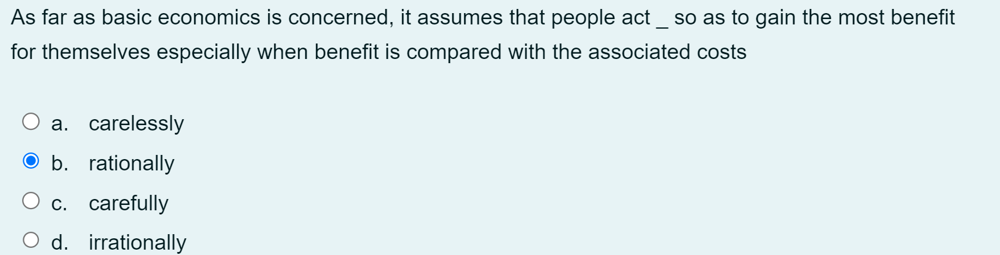 As far as basic economics is concerned, it assumes that people act _ so as to gain the most benefit
for themselves especially when benefit is compared with the associated costs
a. carelessly
b. rationally
c. carefully
d. irrationally